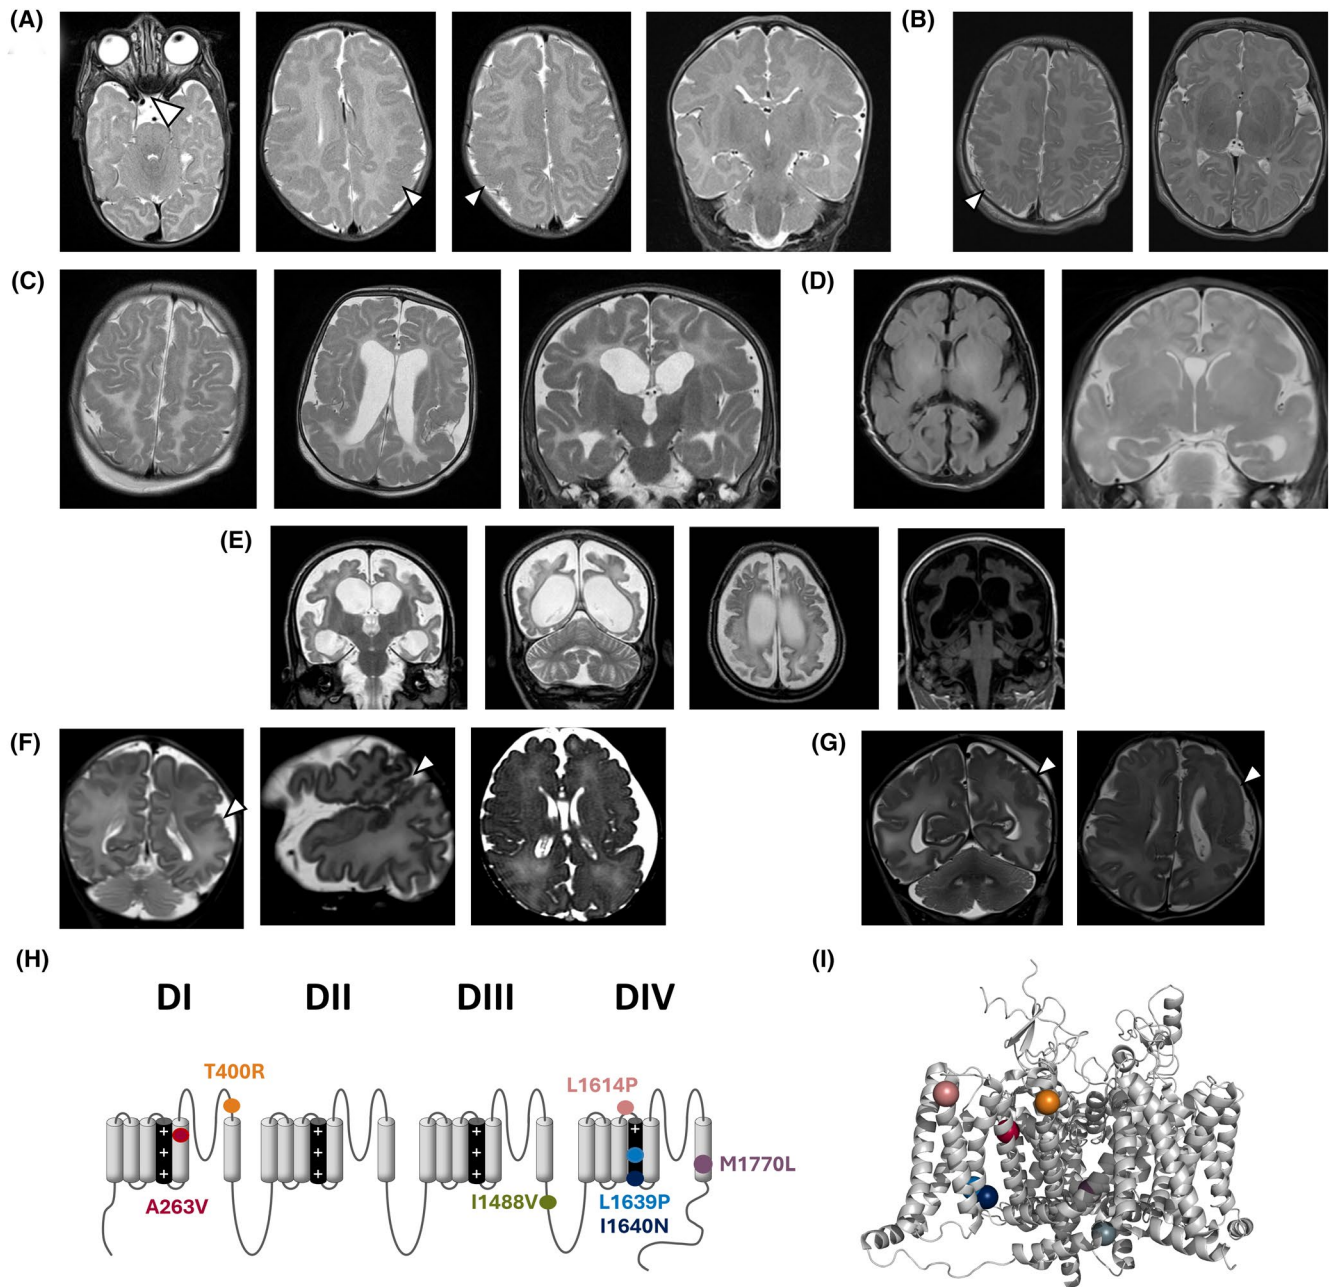 (A)
(B)
(C)
(D)
(E)
(F)
(G)
(H)
(I)
DI DII DIII DIV
T400R
L1614P
+ + + +
+ + +
+ + +
M1770L
A263V
I1488V
L1639P
I1640N